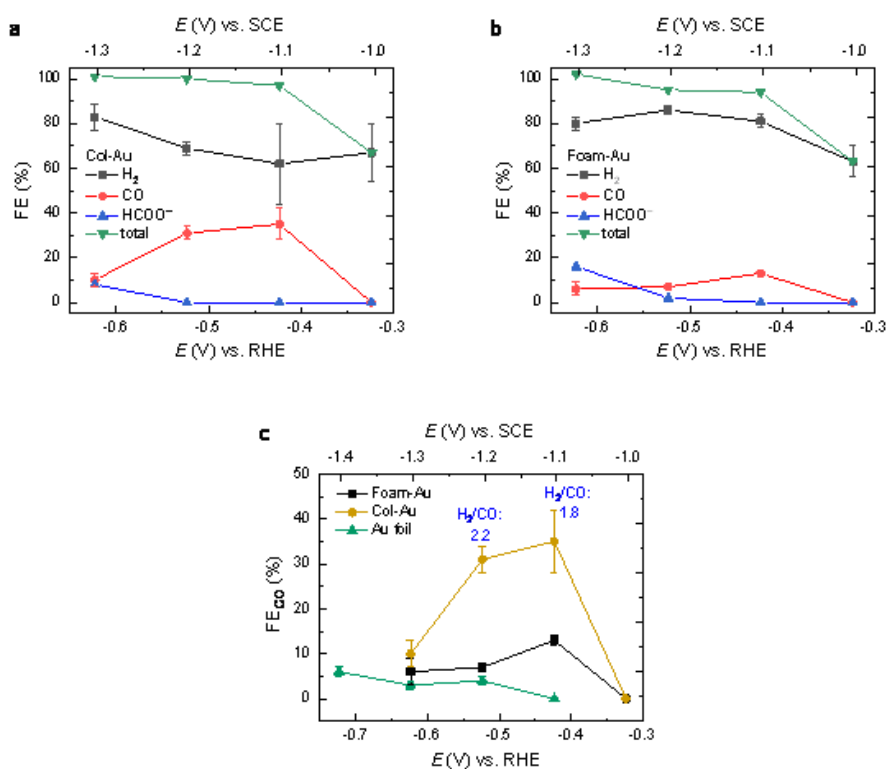 a
E (V) vs. SCE
-1.3 -1.2 -1.1 -1.0
FE (%)
100
80
60
40
20
0
Col-Au
H2
CO
HCOO−
total
-0.6 -0.5 -0.4 -0.3
E (V) vs. RHE
b
E (V) vs. SCE
-1.3 -1.2 -1.1 -1.0
FE (%)
100
80
60
40
20
0
Foam-Au
H2
CO
HCOO−
total
-0.6 -0.5 -0.4 -0.3
E (V) vs. RHE
c
E (V) vs. SCE
-1.4 -1.3 -1.2 -1.1 -1.0
FECO (%)
50
40
30
20
10
0
Foam-Au
Col-Au
Au foil
H2/CO:
2.2
H2/CO:
1.8
-0.7 -0.6 -0.5 -0.4 -0.3
E (V) vs. RHE